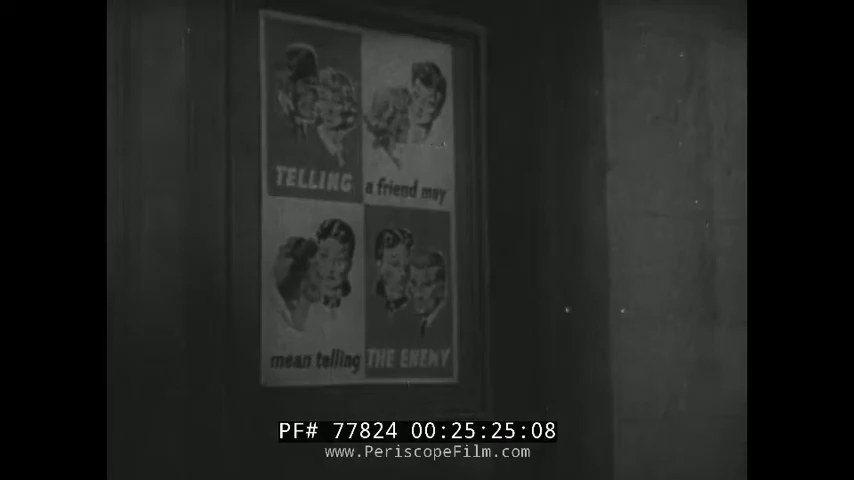 TELLING
a friend may
mean telling
THE ENEMY
PF# 77824 00:25:25:08
www.PeriscopeFilm.com